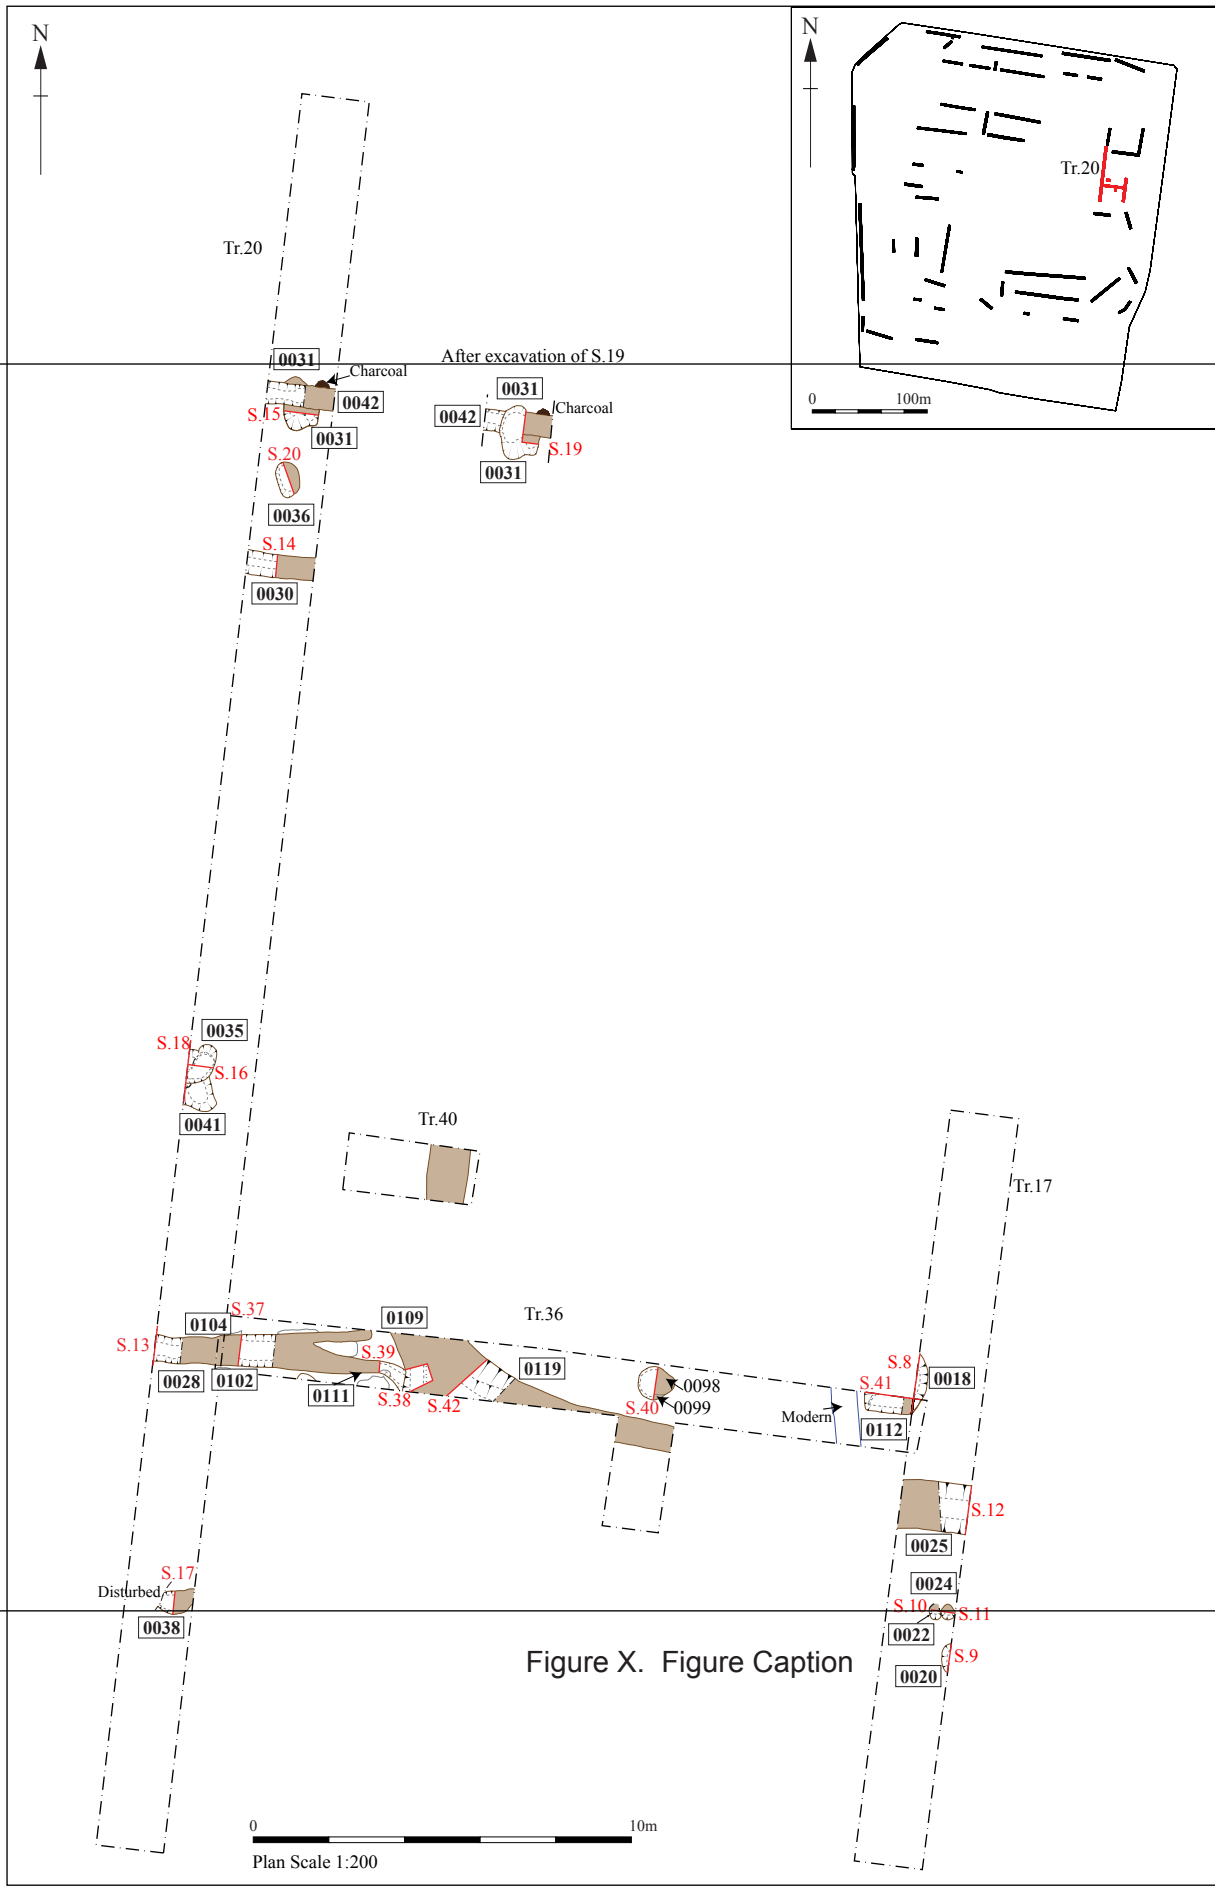 N
N
Tr.20
0 100m
Tr.20
After excavation of S.19
0031
Charcoal
0042
S.15
0031
0031
0042
Charcoal
S.19
0031
S.20
0036
S.14
0030
0035
S.18
S.16
0041
Tr.40
Tr.17
S.37
0104
0109
Tr.36
S.13
S.39
0119
S.8
0028
0102
0111
S.38
S.42
S.40
0098
0099
S.41
0018
Modern
0112
S.12
0025
S.17
0024
Disturbed
S.10
S.11
0038
0022
S.9
0020
Figure X. Figure Caption
0 10m
Plan Scale 1:200